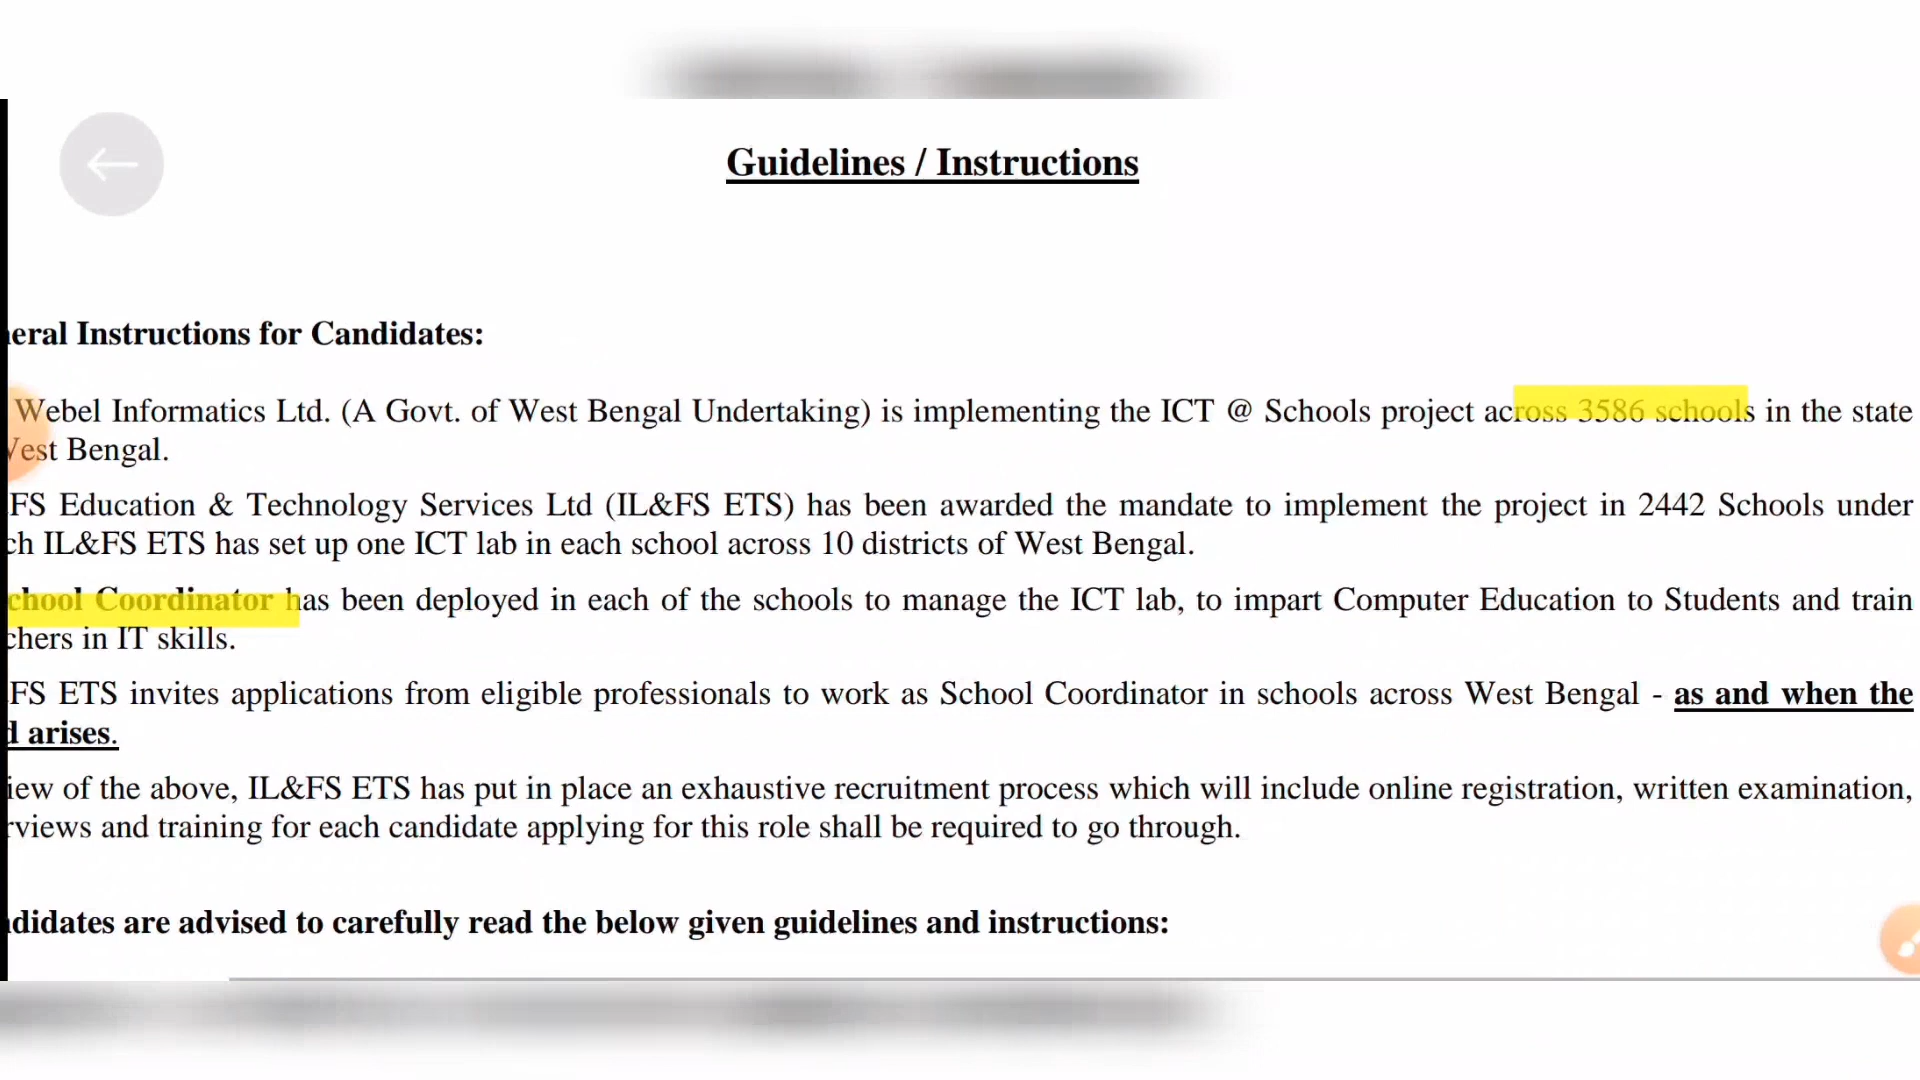 Guidelines / Instructions
neral Instructions for Candidates:
Webel Informatics Ltd. (A Govt. of West Bengal Undertaking) is implementing the ICT @ Schools project across 3586 schools in the state
West Bengal.
FS Education & Technology Services Ltd (IL&FS ETS) has been awarded the mandate to implement the project in 2442 Schools under
ch IL&FS ETS has set up one ICT lab in each school across 10 districts of West Bengal.
chool Coordinator has been deployed in each of the schools to manage the ICT lab, to impart Computer Education to Students and train
chers in IT skills.
FS ETS invites applications from eligible professionals to work as School Coordinator in schools across West Bengal - as and when the
d arises.
iew of the above, IL&FS ETS has put in place an exhaustive recruitment process which will include online registration, written examination,
rviews and training for each candidate applying for this role shall be required to go through.
didates are advised to carefully read the below given guidelines and instructions: